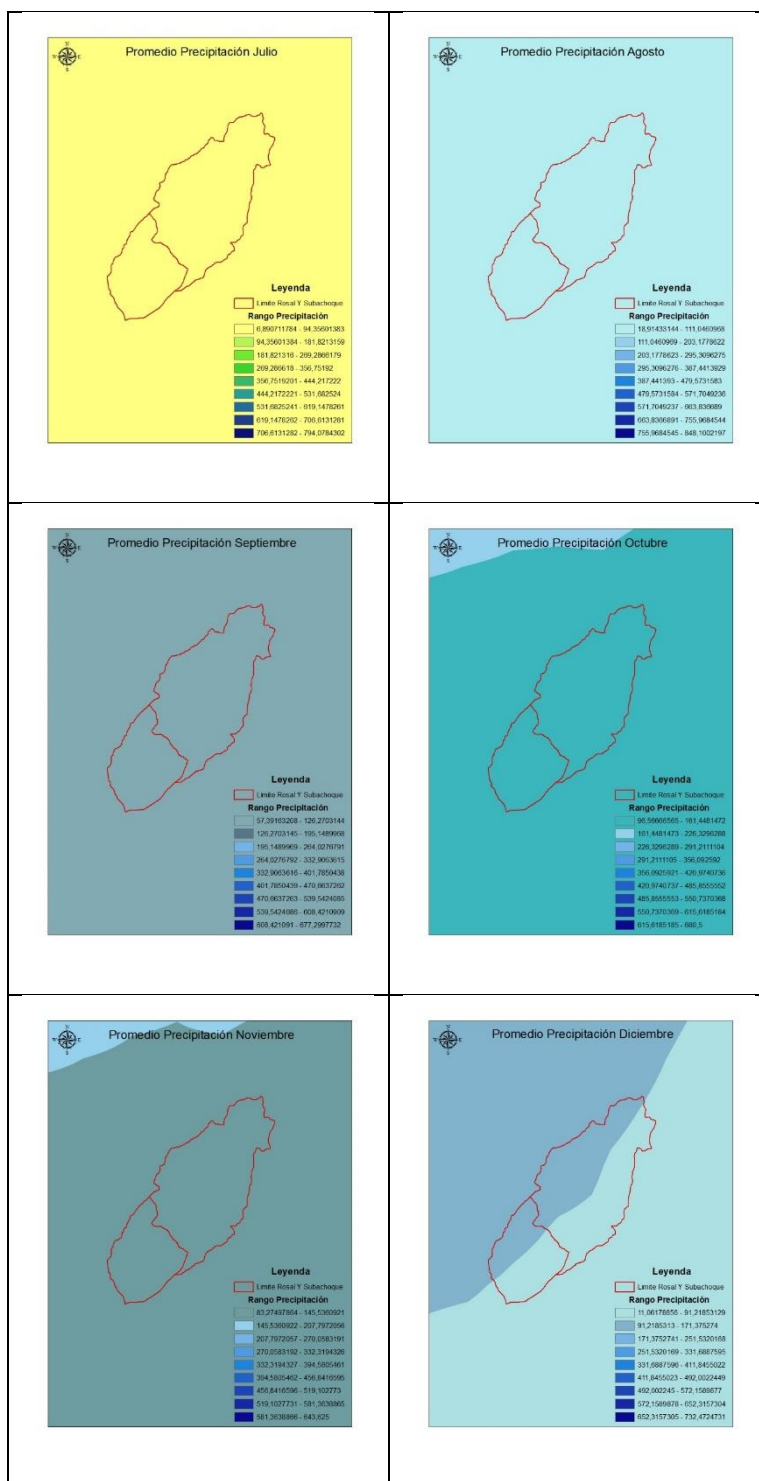 Promedio Precipitación Julio
Leyenda
Limite Rosal Y Subachoque
Rango Precipitación
6,890711784 - 94,35601383
94,35601384 - 181,8213159
181,821316 - 269,2866179
269,286618 - 356,75192
356,7519201 - 444,217222
444,2172221 - 531,682524
531,6825241 - 619,1478261
619,1478262 - 706,6131281
706,6131282 - 794,0784302
Promedio Precipitación Agosto
Leyenda
Limite Rosal Y Subachoque
Rango Precipitación
18,91433144 - 111,0460968
111,0460969 - 203,1778622
203,1778623 - 295,3096275
295,3096276 - 387,4413929
387,441393 - 479,5731583
479,5731584 - 571,7049236
571,7049237 - 663,836689
663,8366891 - 755,9684544
755,9684545 - 848,1002197
Promedio Precipitación Septiembre
Leyenda
Limite Rosal Y Subachoque
Rango Precipitación
57,39163208 - 126,2703144
126,2703145 - 195,1489968
195,1489969 - 264,0276791
264,0276792 - 332,9063615
332,9063616 - 401,7850438
401,7850439 - 470,6637262
470,6637263 - 539,5424085
539,5424086 - 608,4210909
608,421091 - 677,2997732
Promedio Precipitación Octubre
Leyenda
Limite Rosal Y Subachoque
Rango Precipitación
96,56666565 - 161,4481472
161,4481473 - 226,3296288
226,3296289 - 291,2111104
291,2111105 - 356,092592
356,0925921 - 420,9740736
420,9740737 - 485,8555552
485,8555553 - 550,7370368
550,7370369 - 615,6185184
615,6185185 - 680,5
Promedio Precipitación Noviembre
Leyenda
Limite Rosal Y Subachoque
Rango Precipitación
83,27497864 - 145,5360921
145,5360922 - 207,7972056
207,7972057 - 270,0583191
270,0583192 - 332,3194326
332,3194327 - 394,5805461
394,5805462 - 456,8416595
456,8416596 - 519,102773
519,1027731 - 581,3638865
581,3638866 - 643,625
Promedio Precipitación Diciembre
Leyenda
Limite Rosal Y Subachoque
Rango Precipitación
11,06178856 - 91,21853129
91,2185313 - 171,375274
171,3752741 - 251,5320168
251,5320169 - 331,6887595
331,6887596 - 411,8455022
411,8455023 - 492,0022449
492,002245 - 572,1589877
572,1589878 - 652,3157304
652,3157305 - 732,4724731